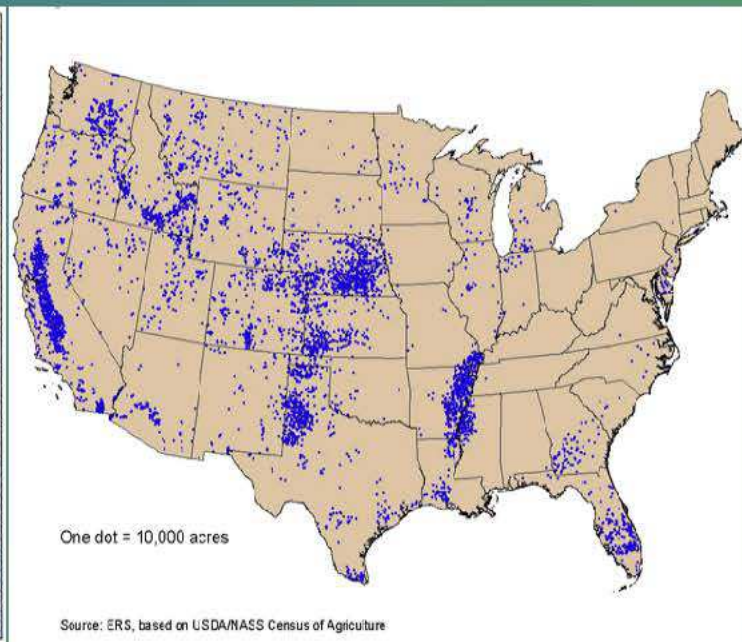 One dot = 10,000 acres
Source: ERS, based on USDA/NASS Census of Agriculture